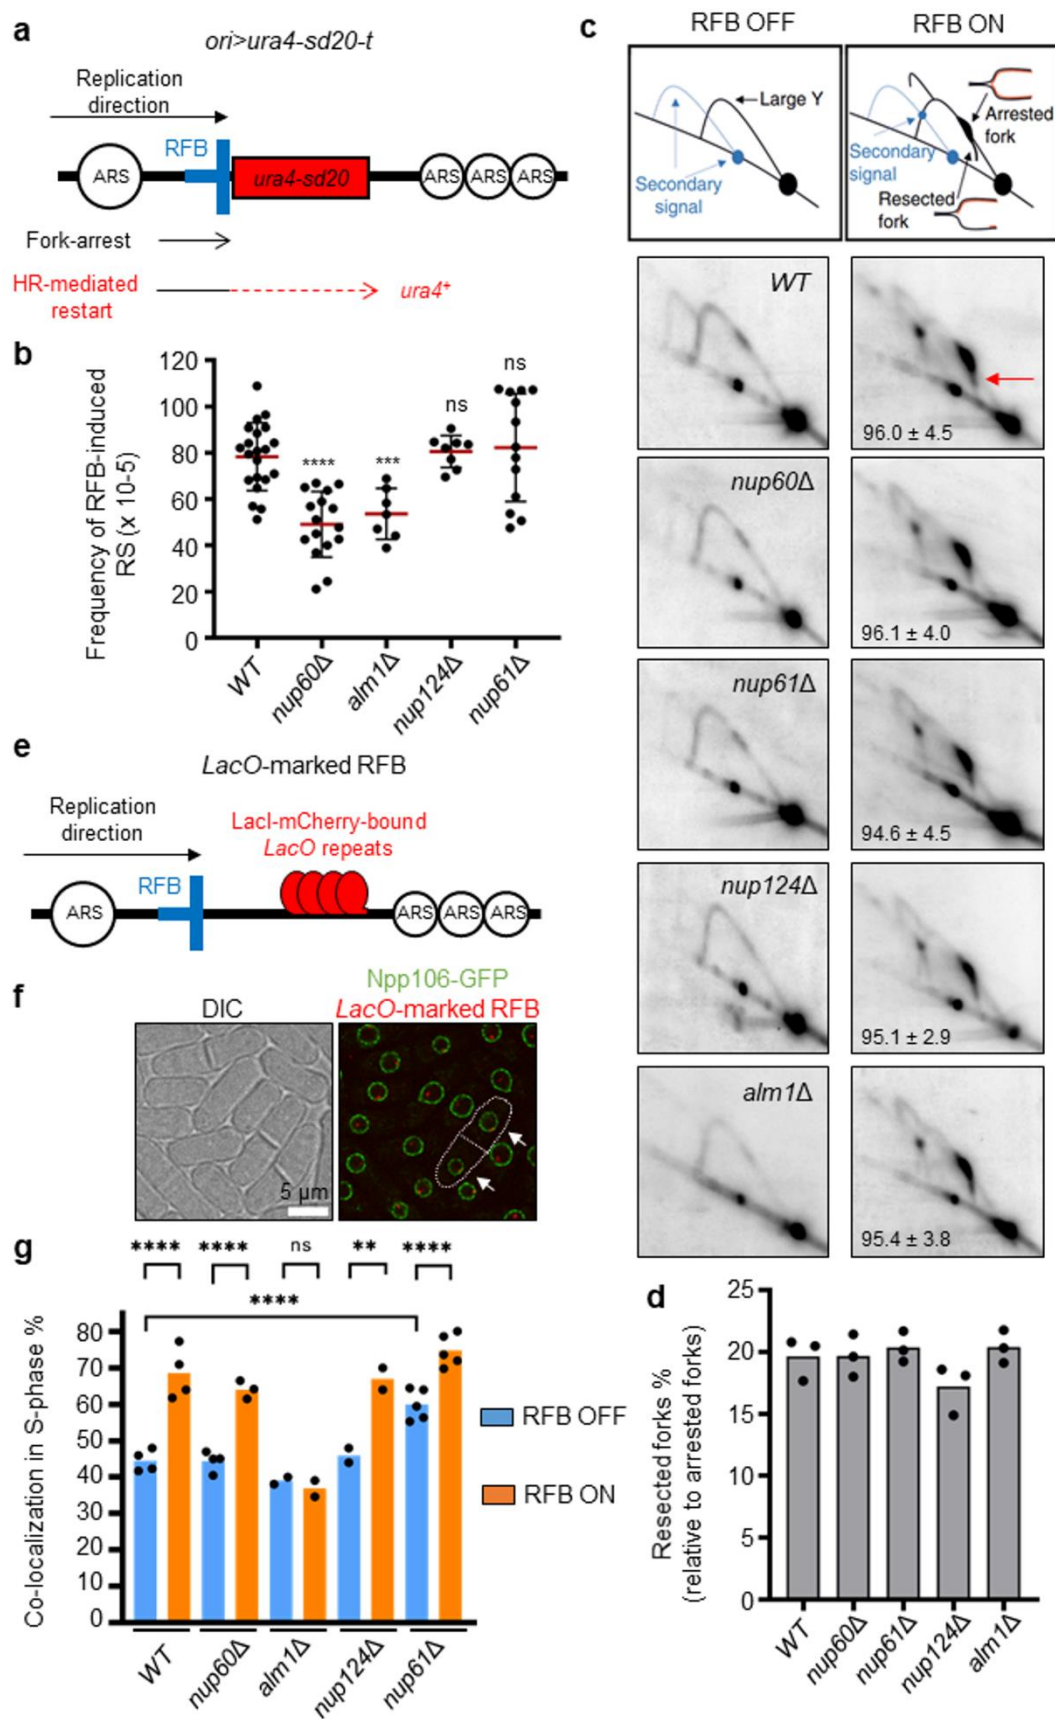 a
ori>ura4-sd20-t
Replication
direction
RFB
ARS
ura4-sd20
ARS ARS ARS
Fork-arrest
HR-mediated
restart
ura4+
b
Frequency of RFB-induced
RS (x 10-5)
120
100
80
60
40
20
0
****
***
ns
ns
WT
nup60Δ
alm1Δ
nup124Δ
nup61Δ
c
RFB OFF
RFB ON
Large Y
Secondary
signal
Arrested
fork
Secondary
signal
Resected
fork
WT
96.0 ± 4.5
nup60Δ
96.1 ± 4.0
nup61Δ
94.6 ± 4.5
nup124Δ
95.1 ± 2.9
alm1Δ
95.4 ± 3.8
d
Resected forks %
(relative to arrested forks)
25
20
15
20
5
0
WT
nup60Δ
nup61Δ
nup124Δ
alm1Δ
e
LacO-marked RFB
Replication
direction
LacI-mCherry-bound
LacO repeats
RFB
ARS
ARS ARS ARS
f
DIC
Npp106-GFP
LacO-marked RFB
5 μm
g
**** **** ns ** ****
****
Co-localization in S-phase %
80
70
60
50
40
30
20
10
0
RFB OFF
RFB ON
WT
nup60Δ
alm1Δ
nup124Δ
nup61Δ